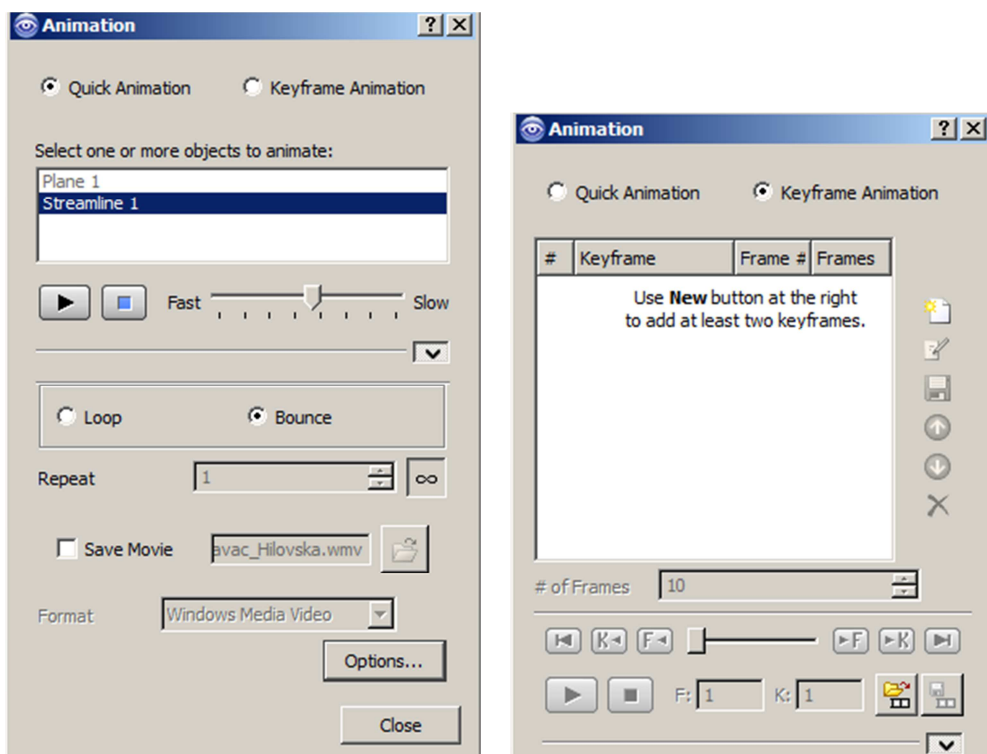 Animation
Quick Animation Keyframe Animation
Select one or more objects to animate:
Plane 1
Streamline 1
Fast Slow
Loop Bounce
Repeat 1 ∞
Save Movie avac_Hilovska.wmv
Format Windows Media Video
Options...
Close
Animation
Quick Animation Keyframe Animation
# Keyframe Frame # Frames
Use New button at the right
to add at least two keyframes.
# of Frames 10
K F F K
F: 1 K: 1